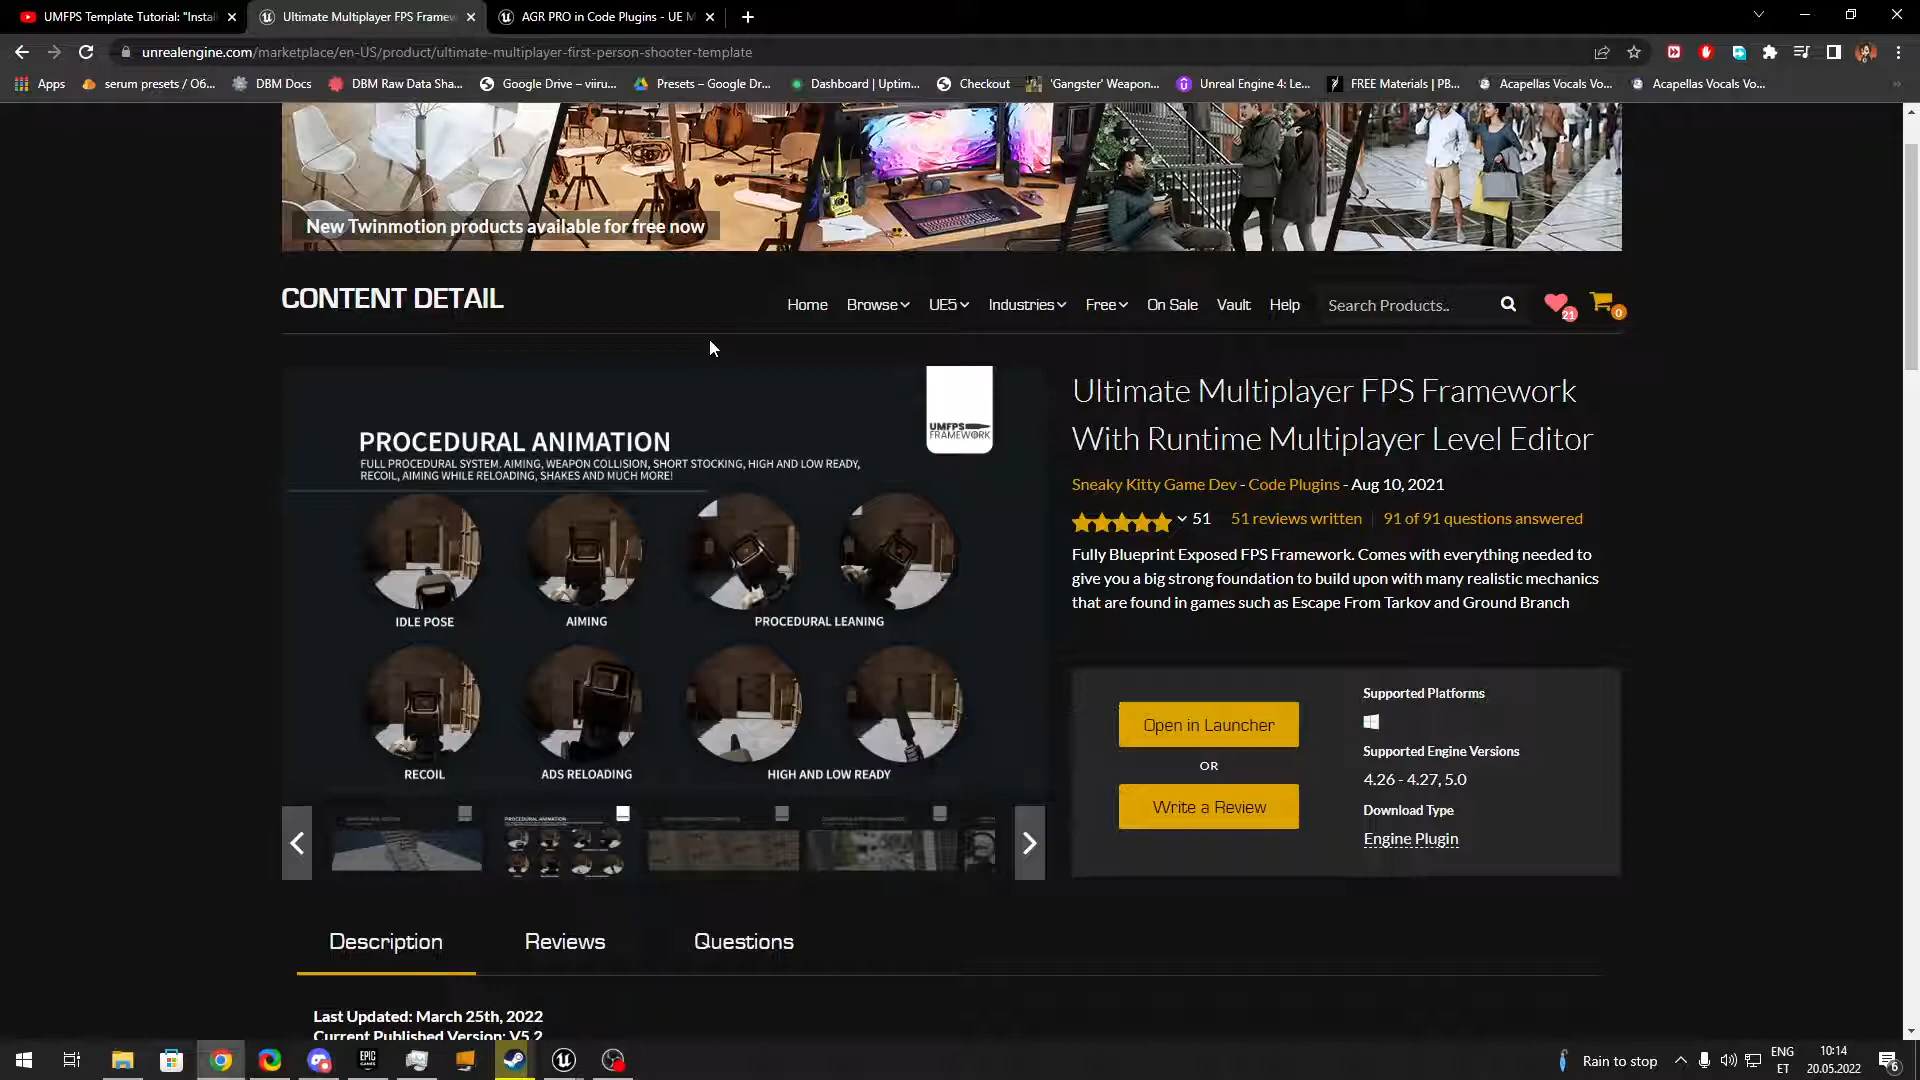 UMFPS Template Tutorial: "Instal
Ultimate Multiplayer FPS Framew
AGR PRO in Code Plugins - UE M
unrealengine.com/marketplace/en-US/product/ultimate-multiplayer-first-person-shooter-template
Apps
serum presets / O6...
DBM Docs
DBM Raw Data Sha...
Google Drive – viiru...
Presets – Google Dr...
Dashboard | Uptim...
Checkout
'Gangster' Weapon...
Unreal Engine 4: Le...
FREE Materials | PB...
Acapellas Vocals Vo...
Acapellas Vocals Vo...
New Twinmotion products available for free now
CONTENT DETAIL
Home
Browse
UE5
Industries
Free
On Sale
Vault
Help
Search Products..
21
0
UMFPS
FRAMEWORK
PROCEDURAL ANIMATION
FULL PROCEDURAL SYSTEM. AIMING, WEAPON COLLISION, SHORT STOCKING, HIGH AND LOW READY,
RECOIL, AIMING WHILE RELOADING, SHAKES AND MUCH MORE!
IDLE POSE
AIMING
PROCEDURAL LEANING
RECOIL
ADS RELOADING
HIGH AND LOW READY
Ultimate Multiplayer FPS Framework
With Runtime Multiplayer Level Editor
Sneaky Kitty Game Dev - Code Plugins - Aug 10, 2021
51
51 reviews written
91 of 91 questions answered
Fully Blueprint Exposed FPS Framework. Comes with everything needed to
give you a big strong foundation to build upon with many realistic mechanics
that are found in games such as Escape From Tarkov and Ground Branch
Open in Launcher
OR
Write a Review
Supported Platforms
Supported Engine Versions
4.26 - 4.27, 5.0
Download Type
Engine Plugin
Description
Reviews
Questions
Last Updated: March 25th, 2022
Current Published Version: V5.2
EPIC
GAMES
Rain to stop
ENG
ET
10:14
20.05.2022
6